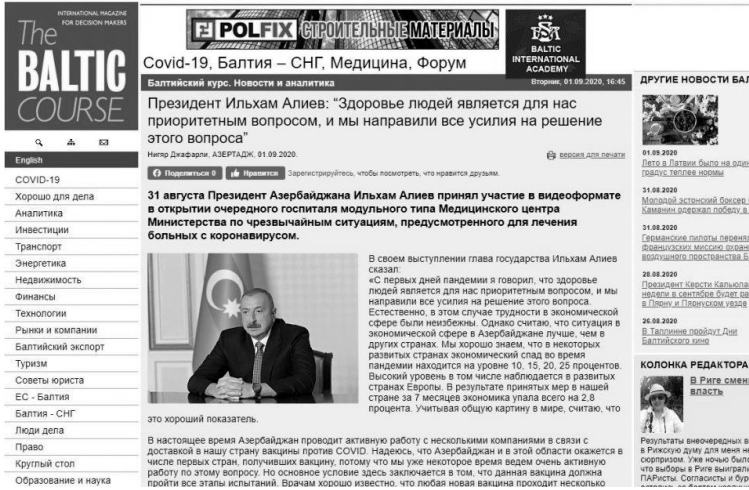 INTERNATIONAL MAGAZINE
FOR DECISION MAKERS
The
BALTIC
COURSE
POLFIX СТРОИТЕЛЬНЫЕ МАТЕРИАЛЫ
BALTIC
INTERNATIONAL
ACADEMY
Covid-19, Балтия – СНГ, Медицина, Форум
Балтийский курс. Новости и аналитика
Вторник, 01.09.2020, 16:45
Президент Ильхам Алиев: “Здоровье людей является для нас
приоритетным вопросом, и мы направили все усилия на решение
этого вопроса”
Нигяр Джафарли, АЗЕРТАДЖ, 01.09.2020.
версия для печати
Поделиться 0
Нравится
Зарегистрируйтесь, чтобы посмотреть, что нравится друзьям.
31 августа Президент Азербайджана Ильхам Алиев принял участие в видеоформате
в открытии очередного госпиталя модульного типа Медицинского центра
Министерства по чрезвычайным ситуациям, предусмотренного для лечения
больных с коронавирусом.
В своем выступлении глава государства Ильхам Алиев
сказал:
«С первых дней пандемии я говорил, что здоровье
людей является для нас приоритетным вопросом, и мы
направили все усилия на решение этого вопроса.
Естественно, в этом случае трудности в экономической
сфере были неизбежны. Однако считаю, что ситуация в
экономической сфере в Азербайджане лучше, чем в
других странах. Мы хорошо знаем, что в некоторых
развитых странах экономический спад во время
пандемии находится на уровне 10, 15, 20, 25 процентов.
Высокий уровень в том числе наблюдается в развитых
странах Европы. В результате принятых мер в нашей
стране за 7 месяцев экономика упала всего на 2,8
процента. Учитывая общую картину в мире, считаю, что
это хороший показатель.
В настоящее время Азербайджан проводит активную работу с несколькими компаниями в связи с
доставкой в нашу страну вакцины против COVID. Надеюсь, что Азербайджан и в этой области окажется в
числе первых стран, получивших вакцину, потому что мы уже некоторое время ведем очень активную
работу по этому вопросу. Но основное условие здесь заключается в том, что данная вакцина должна
пройти все этапы испытаний. Врачам хорошо известно, что любая новая вакцина проходит несколько
English
COVID-19
Хорошо для дела
Аналитика
Инвестиции
Транспорт
Энергетика
Недвижимость
Финансы
Технологии
Рынки и компании
Балтийский экспорт
Туризм
Советы юриста
ЕС - Балтия
Балтия - СНГ
Люди дела
Право
Круглый стол
Образование и наука
ДРУГИЕ НОВОСТИ БАЛ
01.09.2020
Лето в Латвии было на один
градус теплее нормы
31.08.2020
Молодой эстонский боксер
Каманин одержал победу в
31.08.2020
Германские пилоты перенял
французских миссию охран
воздушного пространства Б
28.08.2020
Президент Керсти Кальюла
недели в сентябре будет ра
в Пярну и Пярнуском уезде
26.08.2020
В Таллинне пройдут Дни
Балтийского кино
КОЛОНКА РЕДАКТОРА
В Риге смен
власть
Результаты внеочередных в
в Рижскую думу для меня не
сюрпризом. Уже ночью были
что выборы в Риге выиграл
ПАРисты. Согласисты и бук